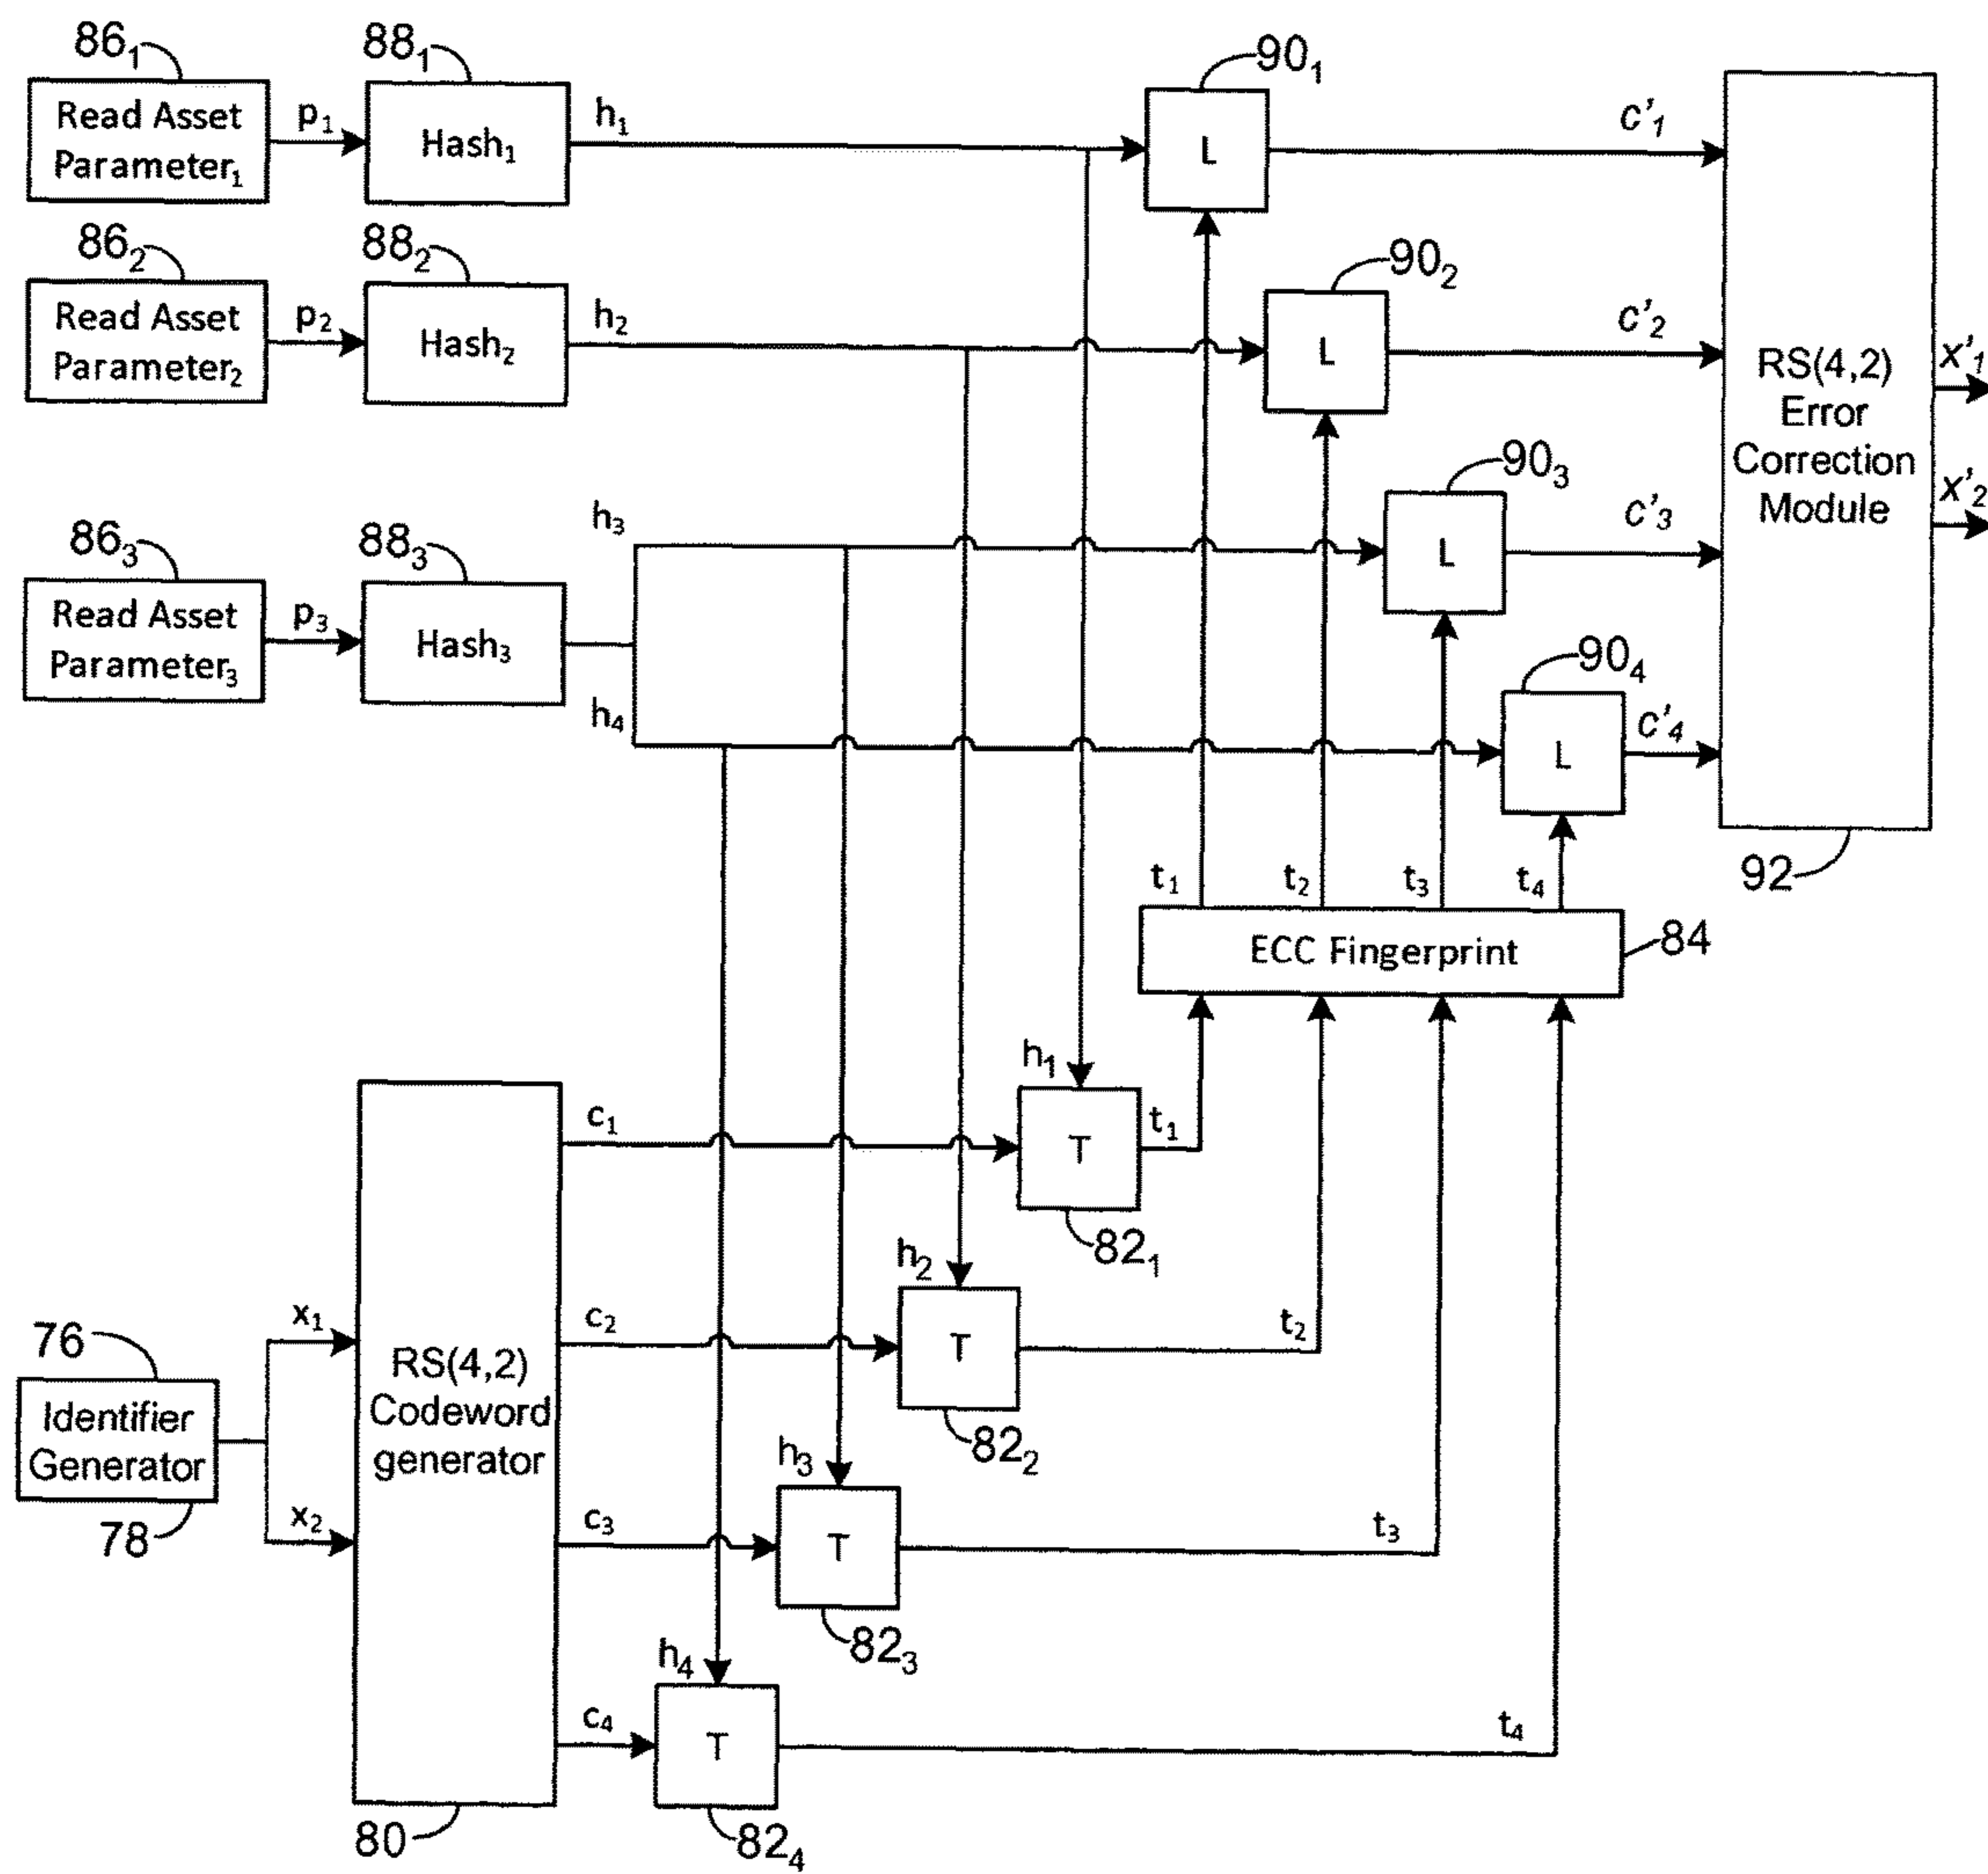 86₁
88₁
90₁
Read Asset
Parameter₁
p₁
Hash₁
h₁
L
c'₁
86₂
88₂
90₂
Read Asset
Parameter₂
p₂
Hash₂
h₂
L
c'₂
RS(4,2)
Error
Correction
Module
x'₁
x'₂
86₃
88₃
90₃
Read Asset
Parameter₃
p₃
Hash₃
h₃
h₄
L
c'₃
90₄
L
c'₄
92
t₁
t₂
t₃
t₄
ECC Fingerprint
84
h₁
c₁
T
t₁
82₁
h₂
c₂
T
t₂
82₂
76
Identifier
Generator
78
x₁
x₂
RS(4,2)
Codeword
generator
h₃
c₃
T
t₃
82₃
h₄
c₄
T
t₄
82₄
80